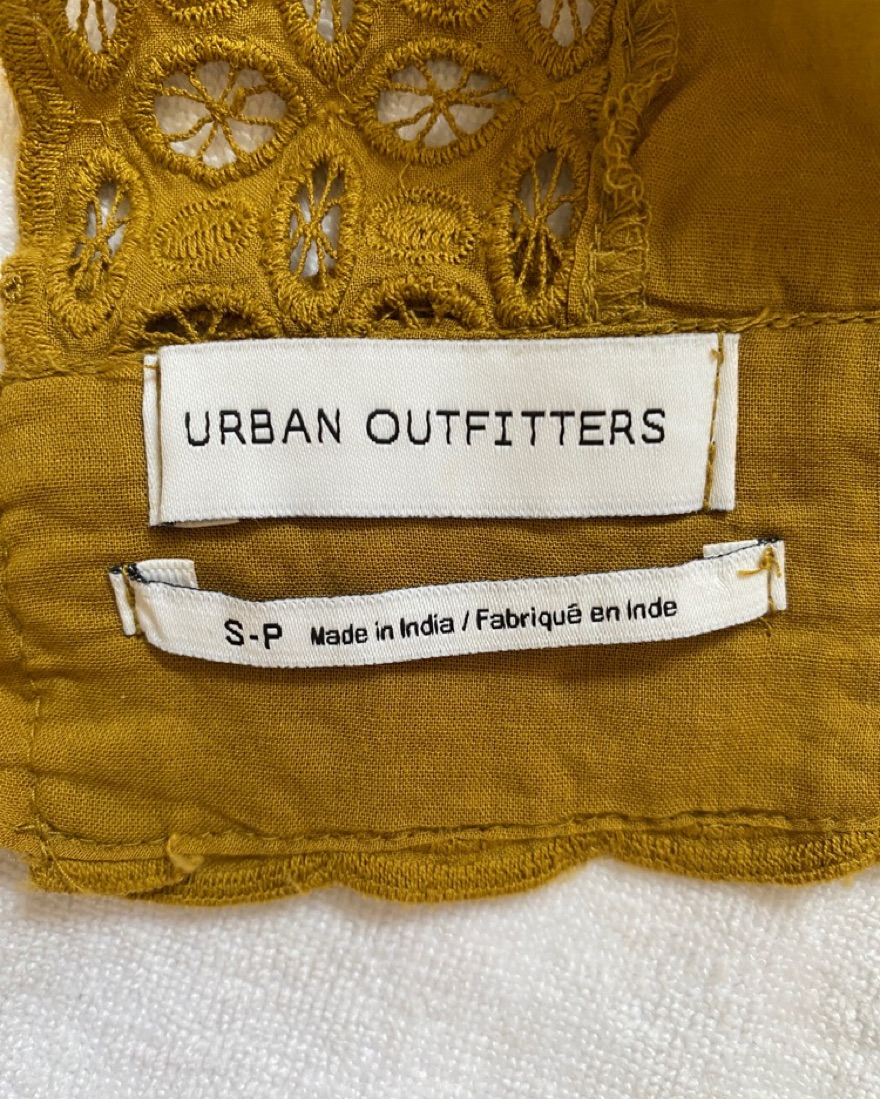 URBAN OUTFITTERS
S-P Made in India / Fabriqué en Inde